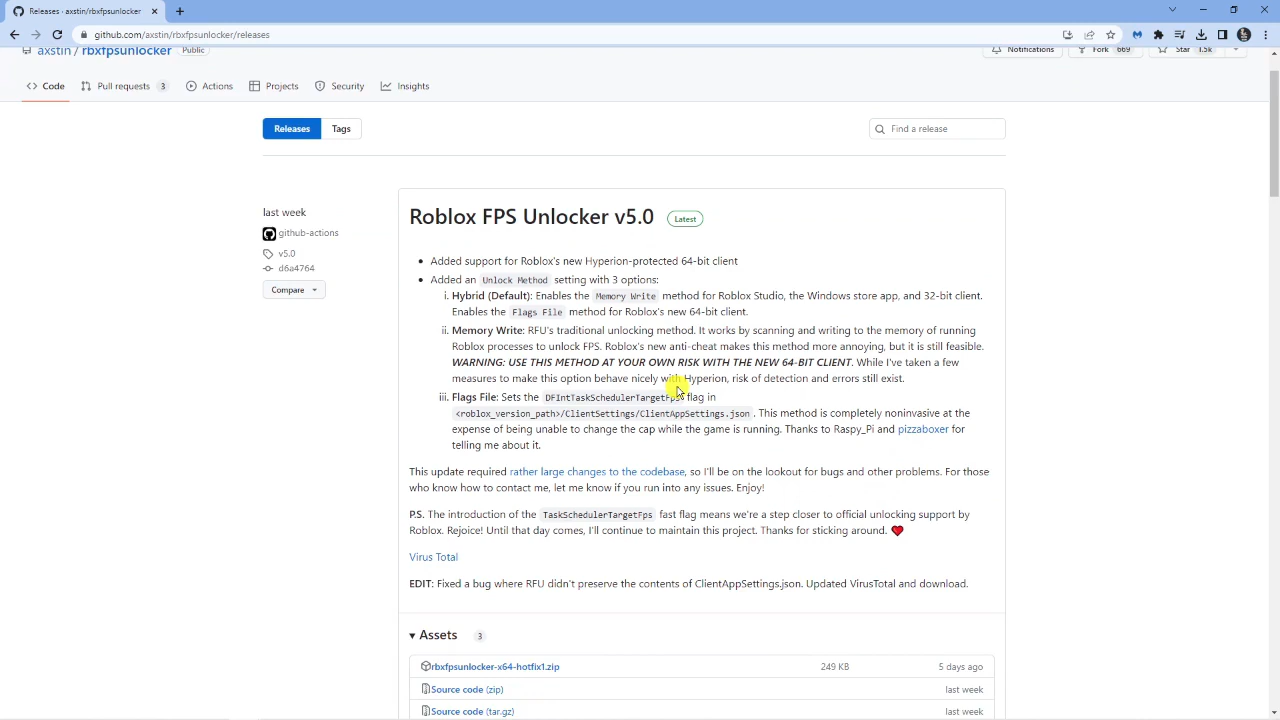 Releases · axstin/rbxfpsunlocker
github.com/axstin/rbxfpsunlocker/releases
axstin / rbxfpsunlocker Public
Notifications
Fork 669
Star 1.5k
Code
Pull requests 3
Actions
Projects
Security
Insights
Releases
Tags
Find a release
last week
github-actions
v5.0
d6a4764
Compare
Roblox FPS Unlocker v5.0 Latest
• Added support for Roblox's new Hyperion-protected 64-bit client
• Added an Unlock Method setting with 3 options:
i. Hybrid (Default): Enables the Memory Write method for Roblox Studio, the Windows store app, and 32-bit client.
Enables the Flags File method for Roblox's new 64-bit client.
ii. Memory Write: RFU's traditional unlocking method. It works by scanning and writing to the memory of running
Roblox processes to unlock FPS. Roblox's new anti-cheat makes this method more annoying, but it is still feasible.
WARNING: USE THIS METHOD AT YOUR OWN RISK WITH THE NEW 64-BIT CLIENT. While I've taken a few
measures to make this option behave nicely with Hyperion, risk of detection and errors still exist.
iii. Flags File: Sets the DFIntTaskSchedulerTargetFps flag in
<roblox_version_path>/ClientSettings/ClientAppSettings.json. This method is completely noninvasive at the
expense of being unable to change the cap while the game is running. Thanks to Raspy_Pi and pizzaboxer for
telling me about it.
This update required rather large changes to the codebase, so I'll be on the lookout for bugs and other problems. For those
who know how to contact me, let me know if you run into any issues. Enjoy!
P.S. The introduction of the TaskSchedulerTargetFps fast flag means we're a step closer to official unlocking support by
Roblox. Rejoice! Until that day comes, I'll continue to maintain this project. Thanks for sticking around. ❤
Virus Total
EDIT: Fixed a bug where RFU didn't preserve the contents of ClientAppSettings.json. Updated VirusTotal and download.
Assets 3
rbxfpsunlocker-x64-hotfix1.zip 249 KB 5 days ago
Source code (zip) last week
Source code (tar.gz) last week